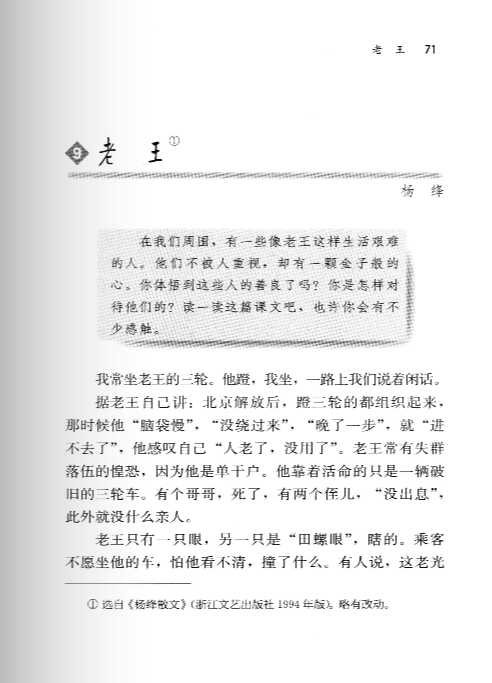 老 王 71
9 老 王①
杨 绛
在我们周围，有一些像老王这样生活艰难
的人。他们不被人重视，却有一颗金子般的
心。你体悟到这些人的善良了吗？你是怎样对
待他们的？读一读这篇课文吧，也许你会有不
少感触。
我常坐老王的三轮。他蹬，我坐，一路上我们说着闲话。
据老王自己讲：北京解放后，蹬三轮的都组织起来，
那时候他“脑袋慢”，“没绕过来”，“晚了一步”，就“进
不去了”，他感叹自己“人老了，没用了”。老王常有失群
落伍的惶恐，因为他是单干户。他靠着活命的只是一辆破
旧的三轮车。有个哥哥，死了，有两个侄儿，“没出息”，
此外就没什么亲人。
老王只有一只眼，另一只是“田螺眼”，瞎的。乘客
不愿坐他的车，怕他看不清，撞了什么。有人说，这老光
① 选自《杨绛散文》（浙江文艺出版社 1994 年版）。略有改动。